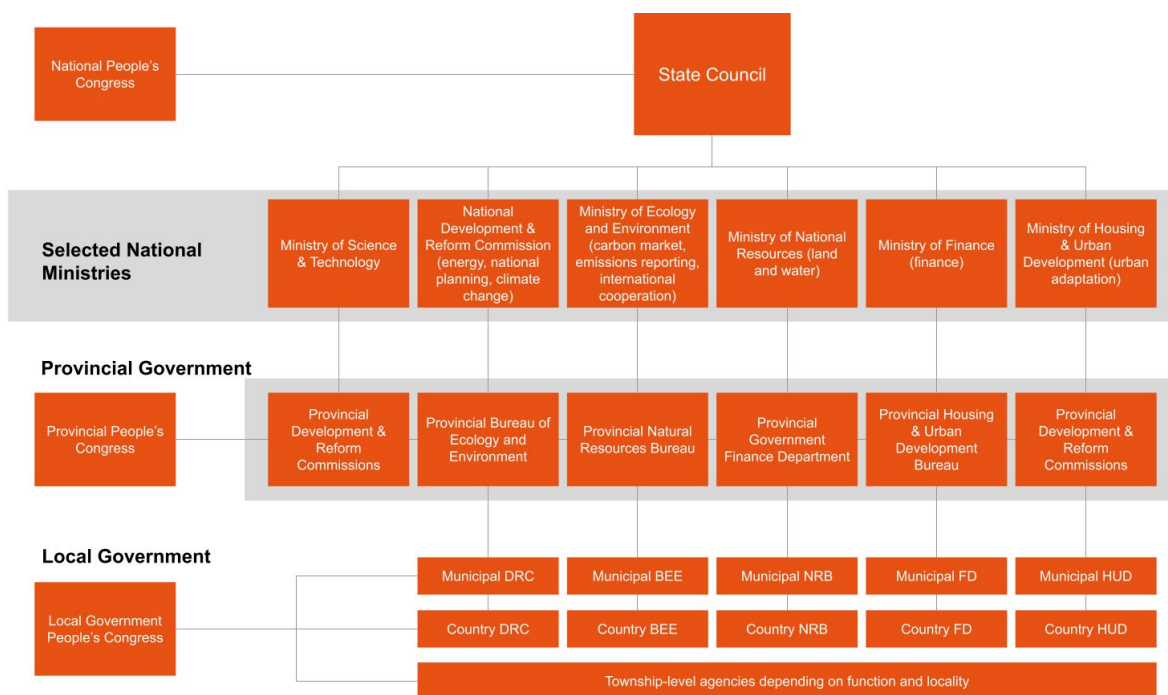 National People's
Congress
State Council
Selected National
Ministries
Ministry of Science
& Technology
National
Development &
Reform Commission
(energy, national
planning, climate
change)
Ministry of Ecology
and Environment
(carbon market,
emissions reporting,
international
cooperation)
Ministry of National
Resources (land
and water)
Ministry of Finance
(finance)
Ministry of Housing
& Urban
Development (urban
adaptation)
Provincial Government
Provincial People's
Congress
Provincial
Development &
Reform
Commissions
Provincial Bureau of
Ecology and
Environment
Provincial Natural
Resources Bureau
Provincial
Government
Finance Department
Provincial Housing
& Urban
Development
Bureau
Provincial
Development &
Reform
Commissions
Local Government
Local Government
People's Congress
Municipal DRC
Municipal BEE
Municipal NRB
Municipal FD
Municipal HUD
Country DRC
Country BEE
Country NRB
Country FD
Country HUD
Township-level agencies depending on function and locality